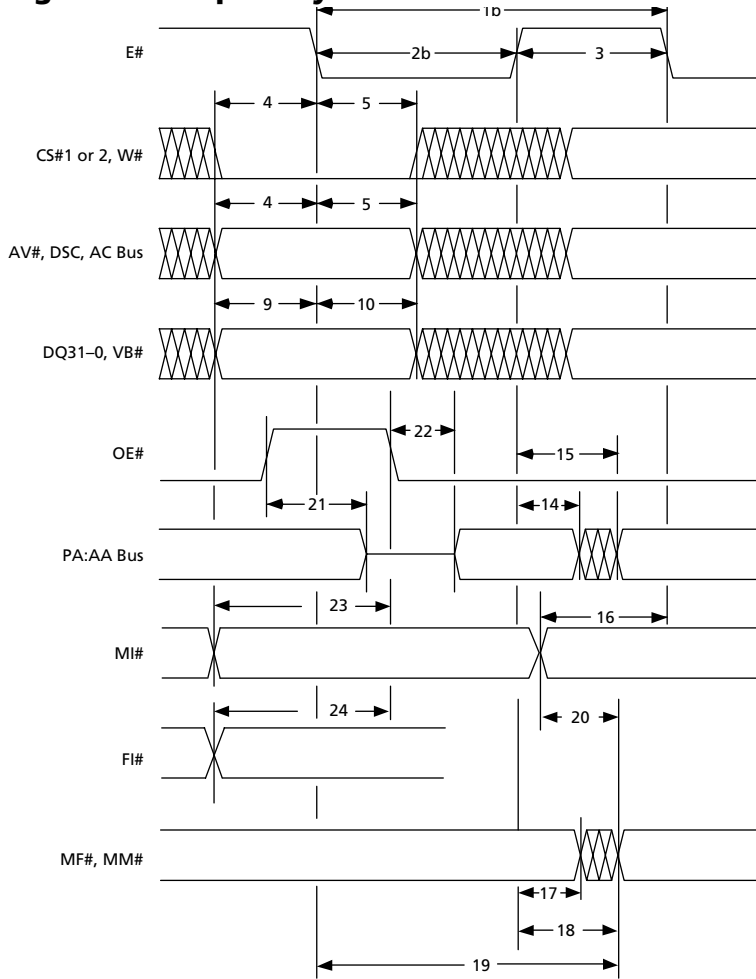 1b
E#
2b
3
4
5
CS#1 or 2, W#
4
5
AV#, DSC, AC Bus
9
10
DQ31–0, VB#
22
OE#
15
21
14
PA:AA Bus
23
16
MI#
24
20
FI#
MF#, MM#
17
18
19